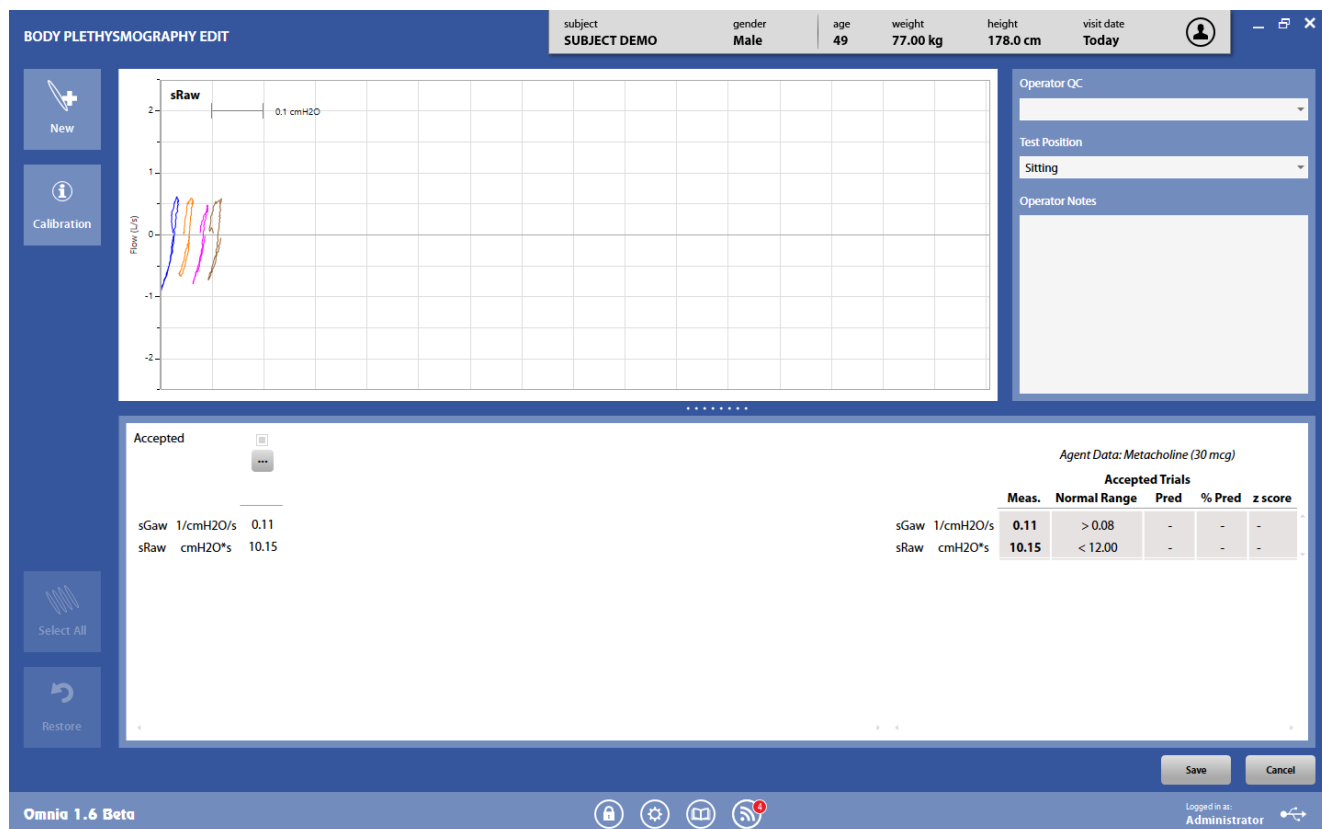 BODY PLETHYSMOGRAPHY EDIT
subject gender age weight height visit date
SUBJECT DEMO Male 49 77.00 kg 178.0 cm Today
New
Calibration
Select All
Restore
sRaw
0.1 cmH2O
2
1
0
-1
-2
Flow (L/s)
Operator QC
Test Position
Sitting
Operator Notes
Accepted
...
sGaw 1/cmH2O/s 0.11
sRaw cmH2O*s 10.15
Agent Data: Metacholine (30 mcg)
Accepted Trials
Meas. Normal Range Pred % Pred z score
sGaw 1/cmH2O/s 0.11 > 0.08 - - -
sRaw cmH2O*s 10.15 < 12.00 - - -
Save Cancel
Omnia 1.6 Beta
4
Logged in as:
Administrator